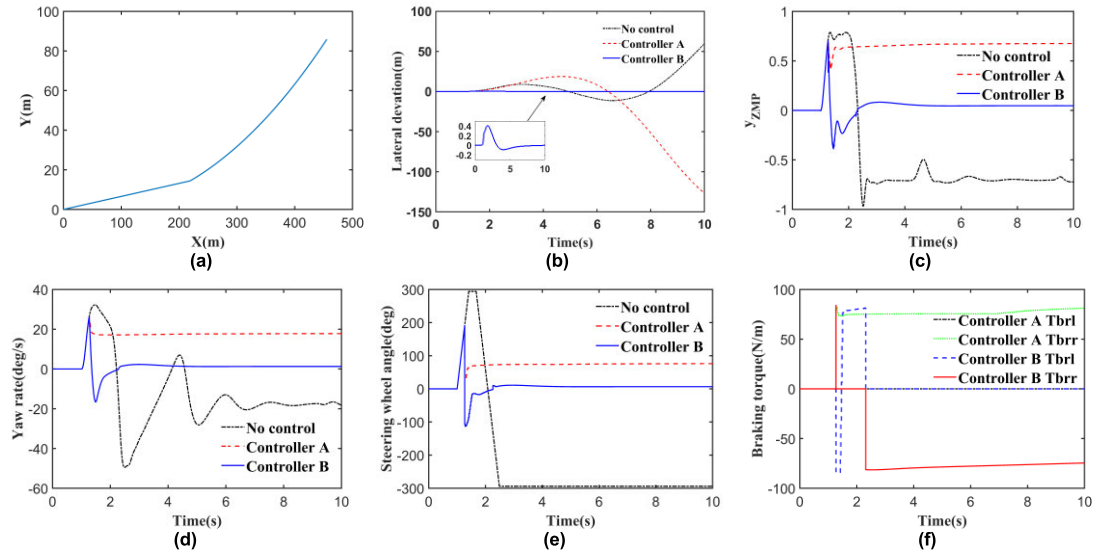 100
80
60
40
20
0
0 100 200 300 400 500
Y(m)
X(m)
(a)
100
50
0
-50
-100
-150
0 2 4 6 8 10
Lateral devation(m)
Time(s)
No control
Controller A
Controller B
0.4
0.2
0
-0.2
0 5 10
(b)
1
0.5
0
-0.5
-1
0 2 4 6 8 10
yZMP
Time(s)
No control
Controller A
Controller B
(c)
40
20
0
-20
-40
-60
0 2 4 6 8 10
Yaw rate(deg/s)
Time(s)
No control
Controller A
Controller B
(d)
300
200
100
0
-100
-200
-300
0 2 4 6 8 10
Steering wheel angle(deg)
Time(s)
No control
Controller A
Controller B
(e)
100
50
0
-50
-100
0 2 4 6 8 10
Braking torque(N/m)
Time(s)
Controller A Tbrl
Controller A Tbrr
Controller B Tbrl
Controller B Tbrr
(f)